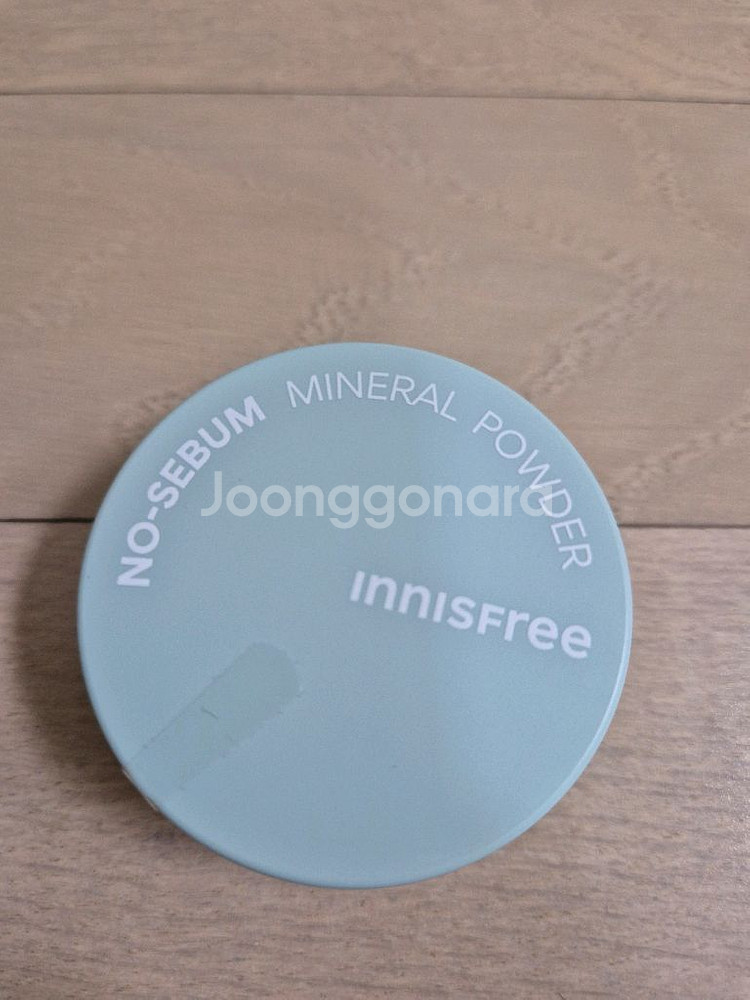 NO-SEBUM MINERAL POWDER
Joonggonara
innisfree